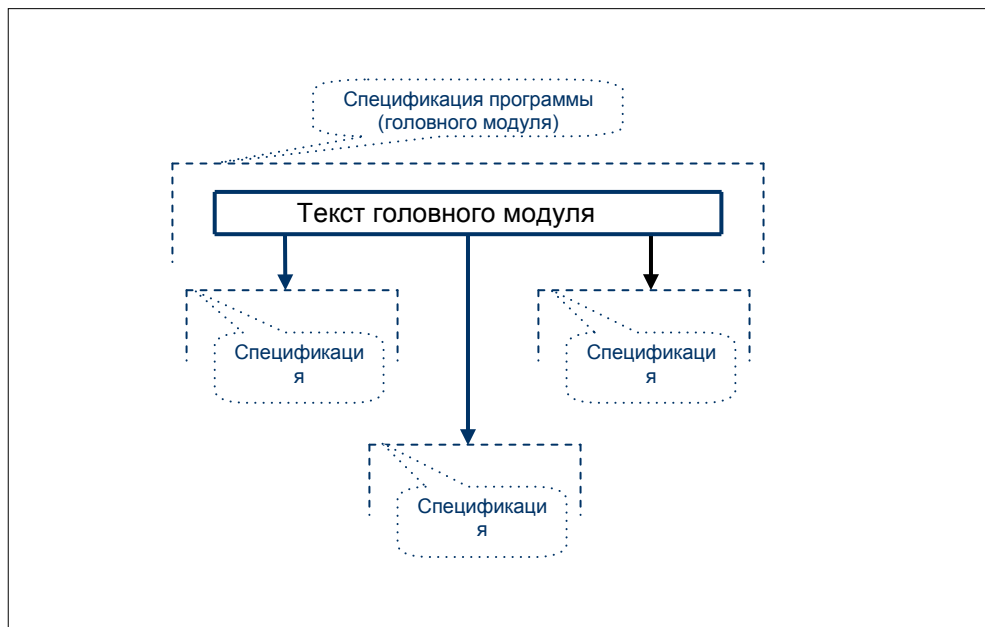 Спецификация программы
(головного модуля)
Текст головного модуля
Спецификаци
я
Спецификаци
я
Спецификаци
я